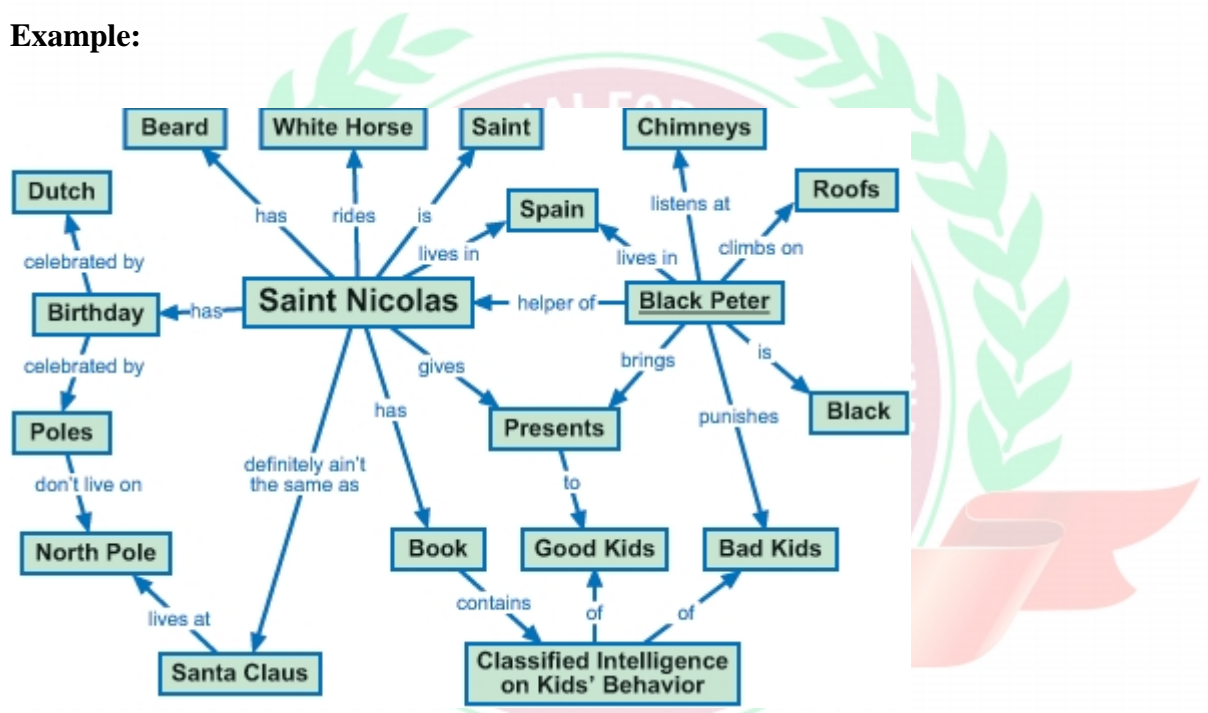 Example:
Beard
White Horse
Saint
Chimneys
Dutch
Roofs
Spain
has
rides
is
listens at
celebrated by
lives in
lives in
climbs on
Birthday
has
Saint Nicolas
helper of
Black Peter
celebrated by
gives
brings
is
Poles
has
Presents
punishes
Black
don't live on
definitely ain't
the same as
to
North Pole
Book
Good Kids
Bad Kids
lives at
contains
of
of
Santa Claus
Classified Intelligence
on Kids' Behavior